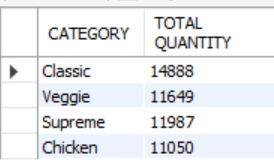 CATEGORY TOTAL QUANTITY
Classic 14888
Veggie 11649
Supreme 11987
Chicken 11050